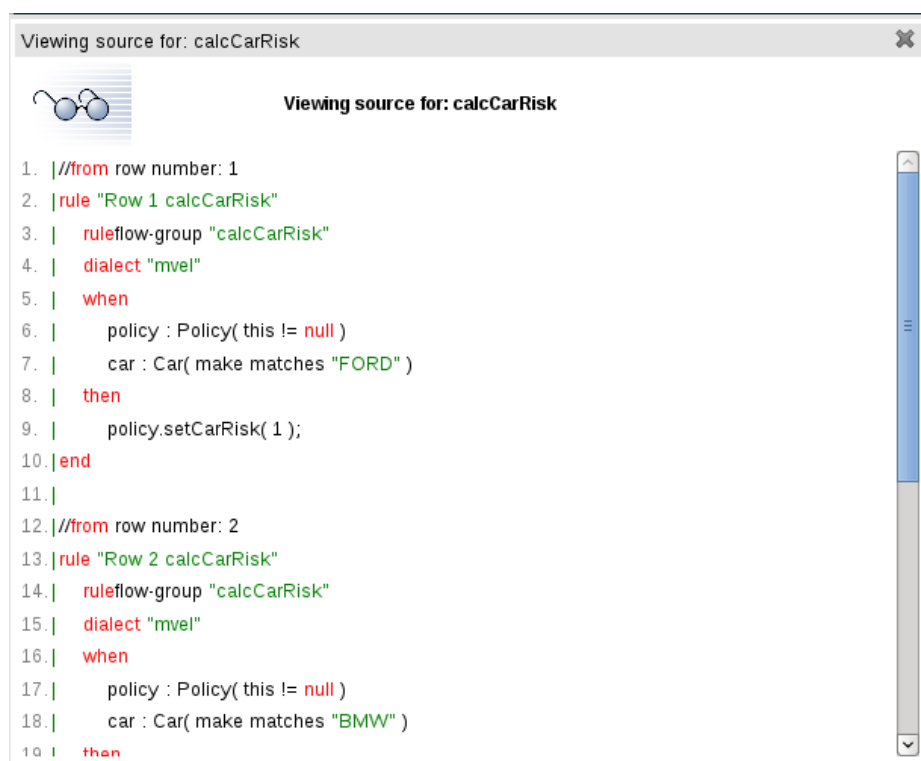 Viewing source for: calcCarRisk
Viewing source for: calcCarRisk
1. |//from row number: 1
2. |rule "Row 1 calcCarRisk"
3. |    ruleflow-group "calcCarRisk"
4. |    dialect "mvel"
5. |    when
6. |        policy : Policy( this != null )
7. |        car : Car( make matches "FORD" )
8. |    then
9. |        policy.setCarRisk( 1 );
10.|end
11.|
12.|//from row number: 2
13.|rule "Row 2 calcCarRisk"
14.|    ruleflow-group "calcCarRisk"
15.|    dialect "mvel"
16.|    when
17.|        policy : Policy( this != null )
18.|        car : Car( make matches "BMW" )
19.|    then